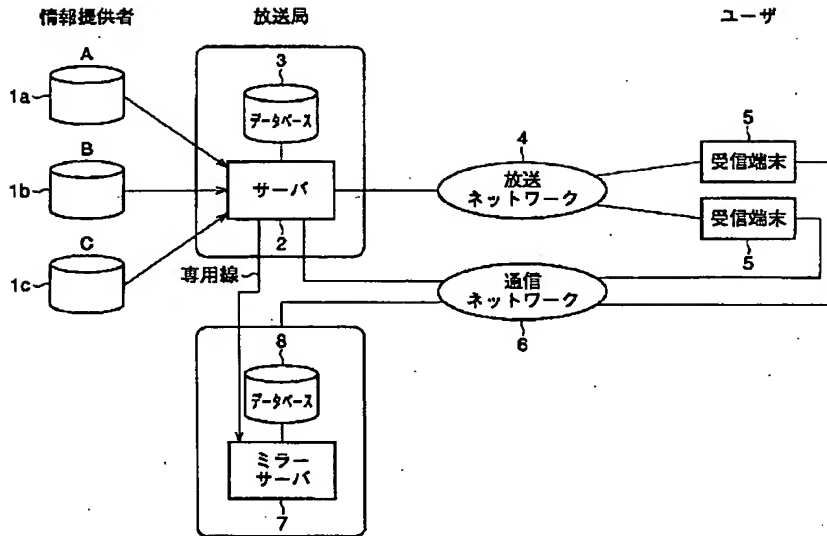 情報提供者
放送局
ユーザ
A
1a
B
1b
C
1c
3
データベース
サーバ
2
専用線
4
放送
ネットワーク
5
受信端末
受信端末
5
通信
ネットワーク
6
8
データベース
ミラー
サーバ
7